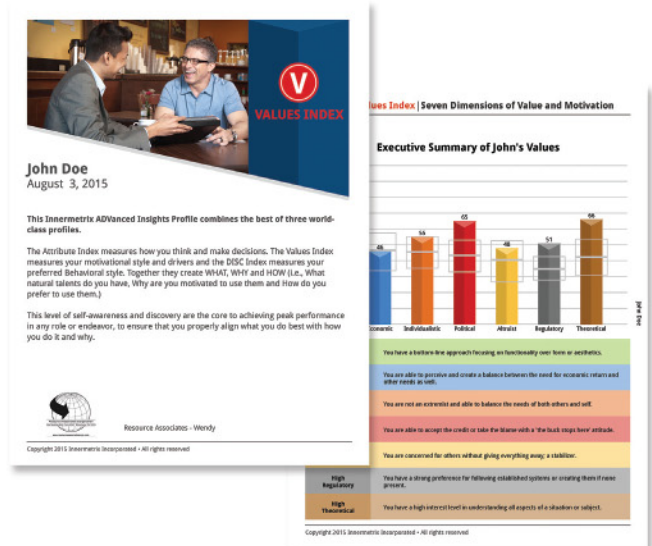 V
VALUES INDEX
John Doe
August 3, 2015
This Innermetrix ADVanced Insights Profile combines the best of three world-
class profiles.
The Attribute Index measures how you think and make decisions. The Values Index
measures your motivational style and drivers and the DISC Index measures your
preferred Behavioral style. Together they create WHAT, WHY and HOW (i.e., What
natural talents do you have, Why are you motivated to use them and How do you
prefer to use them.)
This level of self-awareness and discovery are the core to achieving peak performance
in any role or endeavor, to ensure that you properly align what you do best with how
you do it and why.
Resource Associates - Wendy
Copyright 2015 Innermetrix Incorporated • All rights reserved
lues Index | Seven Dimensions of Value and Motivation
Executive Summary of John's Values
46
56
65
48
51
66
conomic
Individualistic
Political
Altruist
Regulatory
Theoretical
John Doe
You have a bottom-line approach focusing on functionality over form or aesthetics.
You are able to perceive and create a balance between the need for economic return and
other needs as well.
You are not an extremist and able to balance the needs of both others and self.
You are able to accept the credit or take the blame with a 'the buck stops here' attitude.
You are concerned for others without giving everything away; a stabilizer.
High
Regulatory
You have a strong preference for following established systems or creating them if none
present.
High
Theoretical
You have a high interest level in understanding all aspects of a situation or subject.
Copyright 2015 Innermetrix Incorporated • All rights reserved